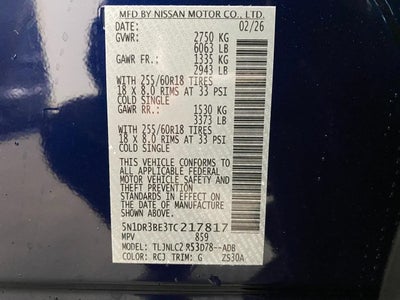 MFD BY NISSAN MOTOR CO., LTD.
DATE: 02/26
GVWR: 2750 KG
6063 LB
GAWR FR.: 1335 KG
2943 LB
WITH 255/60R18 TIRES
18 X 8.0 RIMS AT 33 PSI
COLD SINGLE
GAWR RR.: 1530 KG
3373 LB
WITH 255/60R18 TIRES
18 X 8.0 RIMS AT 33 PSI
COLD SINGLE
THIS VEHICLE CONFORMS TO
ALL APPLICABLE FEDERAL
MOTOR VEHICLE SAFETY AND
THEFT PREVENTION STANDARDS
IN EFFECT ON THE DATE OF
MANUFACTURE SHOWN ABOVE.
5N1DR3BE3TC217817
MPV 859
MODEL: TLJNLC2 R53D78--ADB
COLOR: RCJ TRIM: G ZS30A